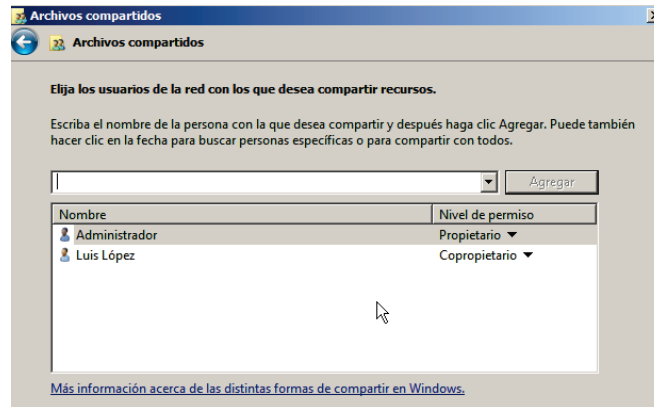 Archivos compartidos
Archivos compartidos
Elija los usuarios de la red con los que desea compartir recursos.
Escriba el nombre de la persona con la que desea compartir y después haga clic Agregar. Puede también
hacer clic en la fecha para buscar personas específicas o para compartir con todos.
Agregar
Nombre Nivel de permiso
Administrador Propietario
Luis López Copropietario
Más información acerca de las distintas formas de compartir en Windows.